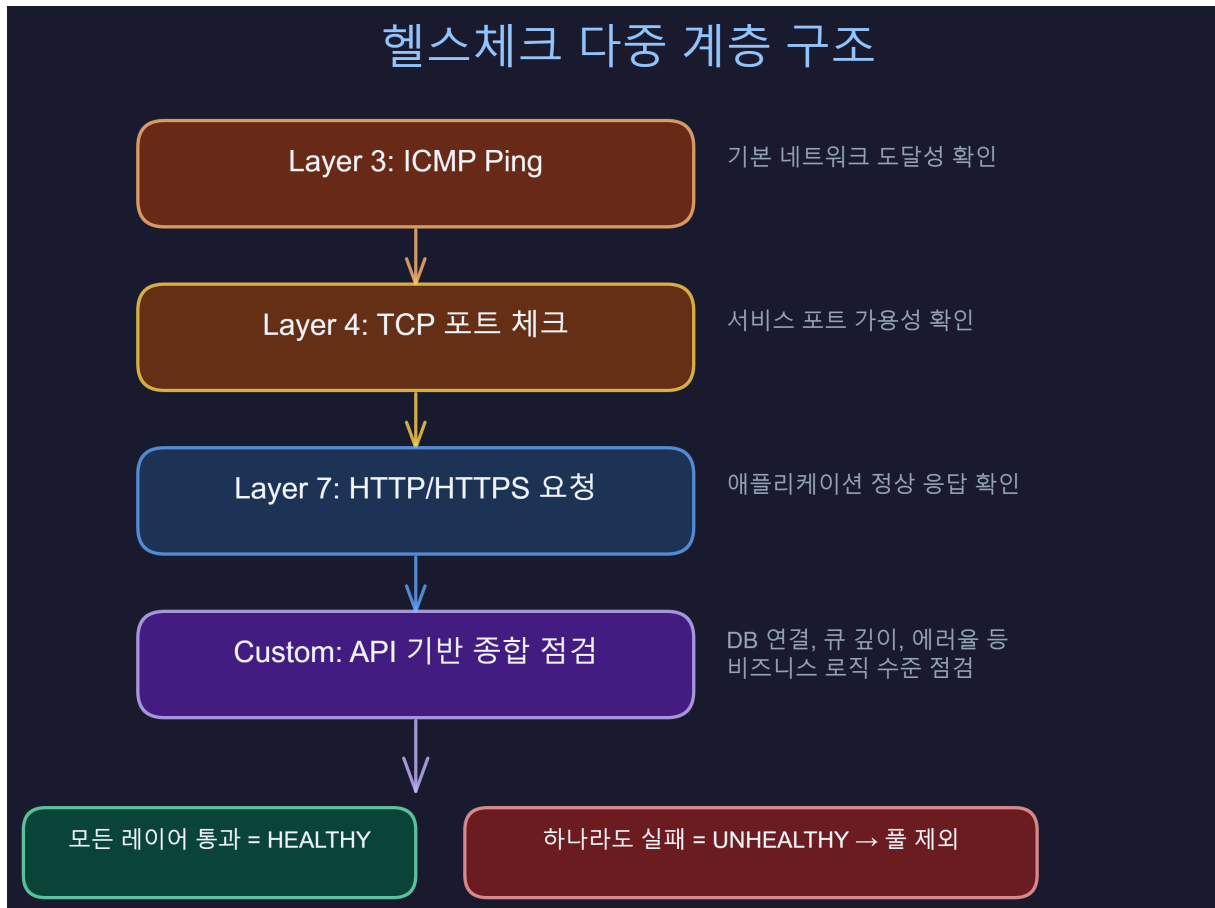 헬스체크 다중 계층 구조
Layer 3: ICMP Ping
기본 네트워크 도달성 확인
Layer 4: TCP 포트 체크
서비스 포트 가용성 확인
Layer 7: HTTP/HTTPS 요청
애플리케이션 정상 응답 확인
Custom: API 기반 종합 점검
DB 연결, 큐 깊이, 에러율 등
비즈니스 로직 수준 점검
모든 레이어 통과 = HEALTHY
하나라도 실패 = UNHEALTHY → 풀 제외